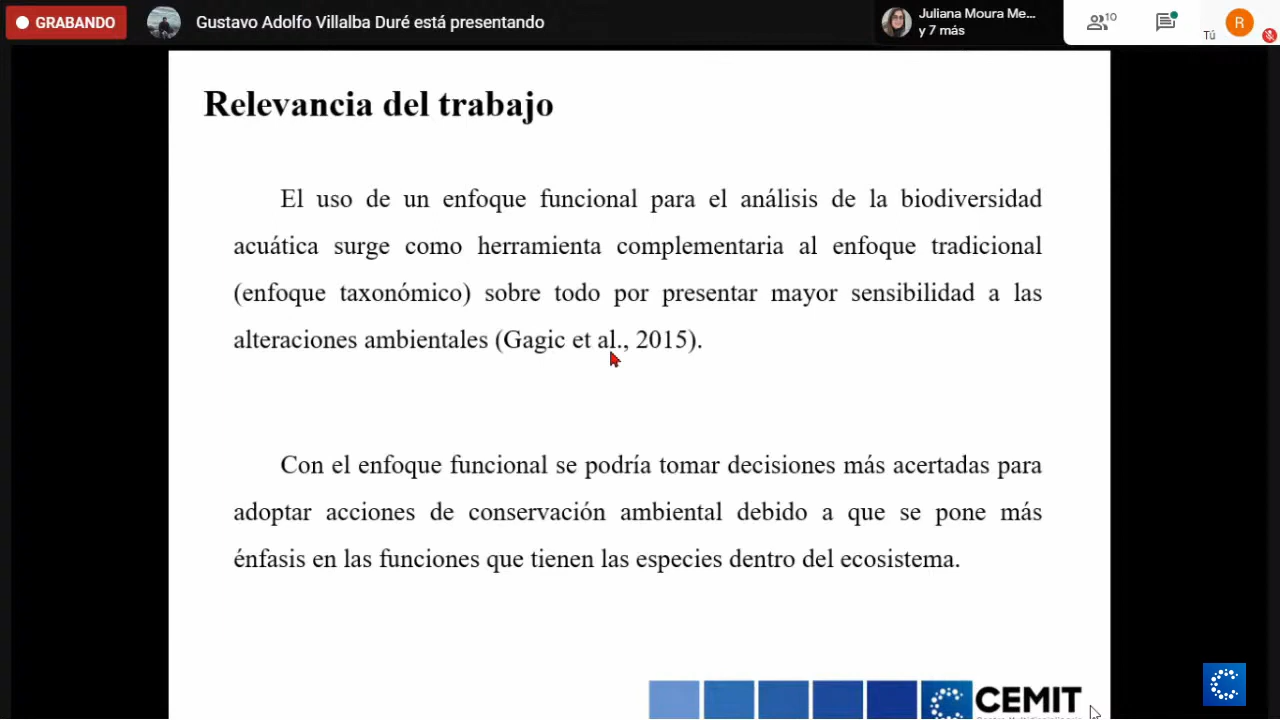 GRABANDO
Gustavo Adolfo Villalba Duré está presentando
Juliana Moura Me...
y 7 más
10
Tú
R
Relevancia del trabajo
El uso de un enfoque funcional para el análisis de la biodiversidad
acuática surge como herramienta complementaria al enfoque tradicional
(enfoque taxonómico) sobre todo por presentar mayor sensibilidad a las
alteraciones ambientales (Gagic et al., 2015).
Con el enfoque funcional se podría tomar decisiones más acertadas para
adoptar acciones de conservación ambiental debido a que se pone más
énfasis en las funciones que tienen las especies dentro del ecosistema.
CEMIT